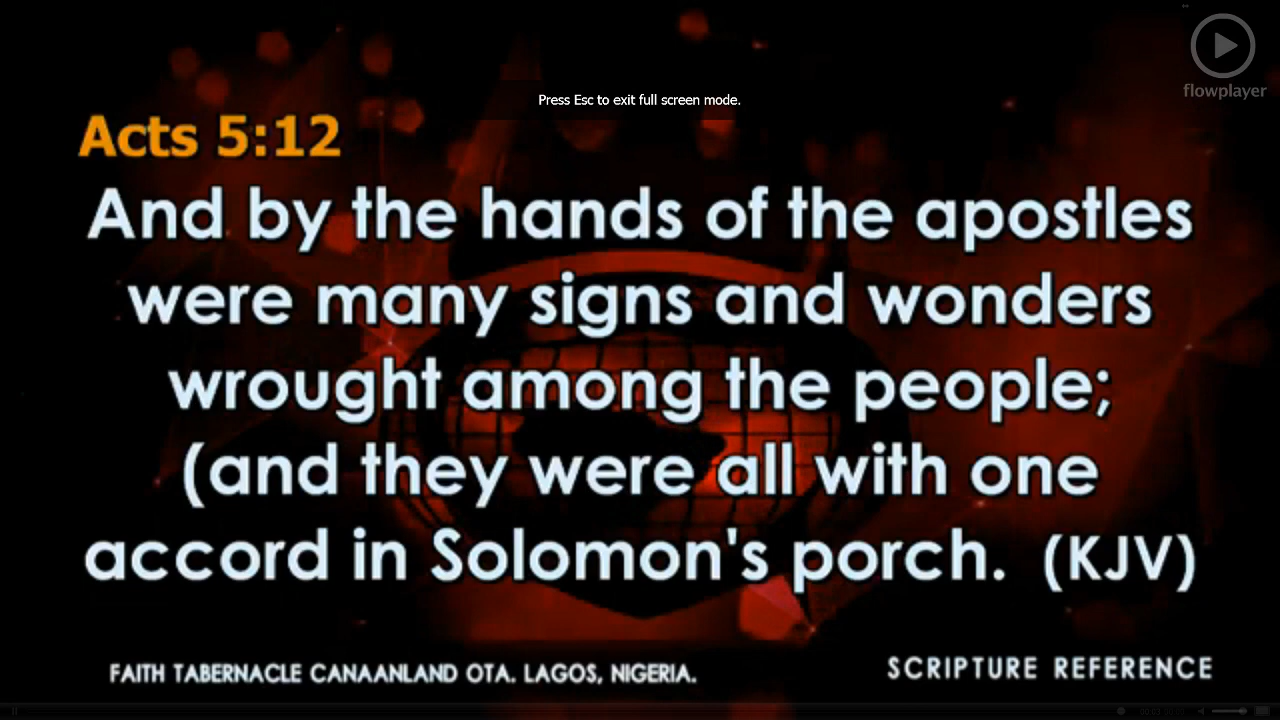 flowplayer
Press Esc to exit full screen mode.
Acts 5:12
And by the hands of the apostles
were many signs and wonders
wrought among the people;
(and they were all with one
accord in Solomon's porch. (KJV)
FAITH TABERNACLE CANAANLAND OTA. LAGOS, NIGERIA.
SCRIPTURE REFERENCE